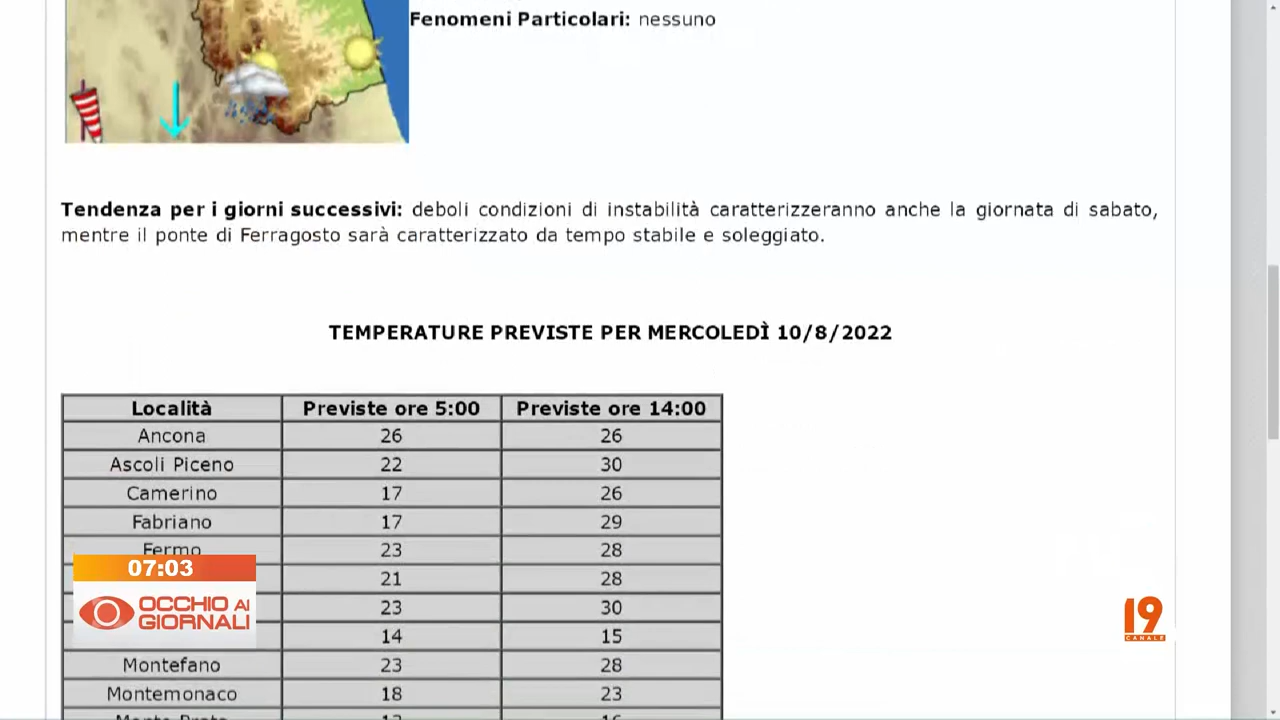 Fenomeni Particolari: nessuno
Tendenza per i giorni successivi: deboli condizioni di instabilità caratterizzeranno anche la giornata di sabato,
mentre il ponte di Ferragosto sarà caratterizzato da tempo stabile e soleggiato.
TEMPERATURE PREVISTE PER MERCOLEDÌ 10/8/2022
Località Previste ore 5:00 Previste ore 14:00
Ancona 26 26
Ascoli Piceno 22 30
Camerino 17 26
Fabriano 17 29
Fermo 23 28
21 28
23 30
14 15
Montefano 23 28
Montemonaco 18 23
07:03
OCCHIO AI
GIORNALI
19
CANALE